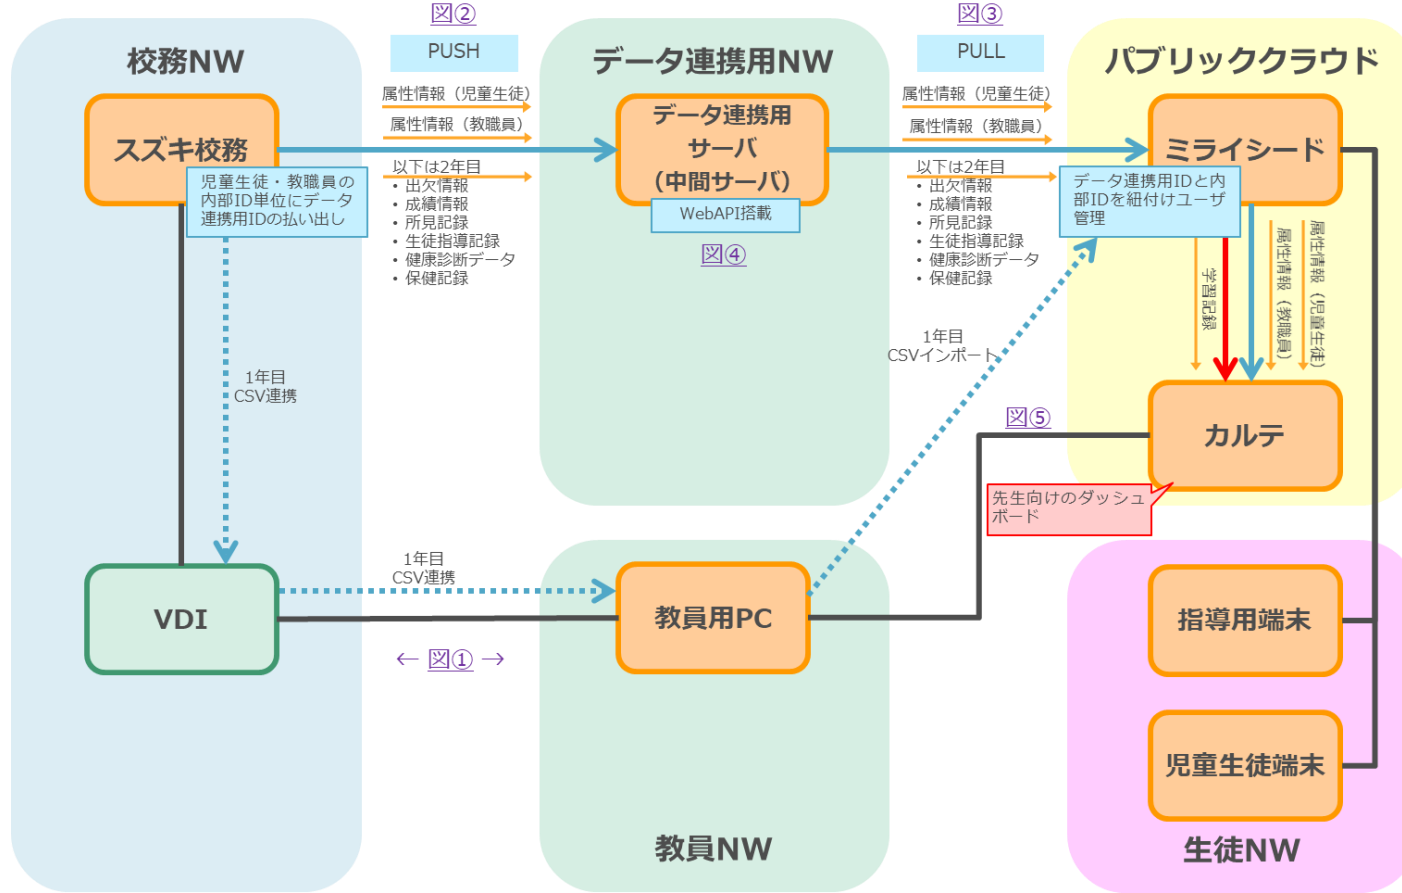 図②
図③
校務NW
PUSH
データ連携用NW
PULL
パブリッククラウド
属性情報（児童生徒）
属性情報（教職員）
スズキ校務
児童生徒・教職員の
内部ID単位にデータ
連携用IDの払い出し
以下は2年目
• 出欠情報
• 成績情報
• 所見記録
• 生徒指導記録
• 健康診断データ
• 保健記録
データ連携用
サーバ
（中間サーバ）
WebAPI搭載
図④
属性情報（児童生徒）
属性情報（教職員）
以下は2年目
• 出欠情報
• 成績情報
• 所見記録
• 生徒指導記録
• 健康診断データ
• 保健記録
ミライシード
データ連携用IDと内
部IDを紐付けユーザ
管理
学習記録
属性情報（教職員）
属性情報（児童生徒）
1年目
CSVインポート
1年目
CSV連携
図⑤
カルテ
先生向けのダッシュ
ボード
1年目
CSV連携
VDI
教員用PC
← 図① →
指導用端末
児童生徒端末
教員NW
生徒NW